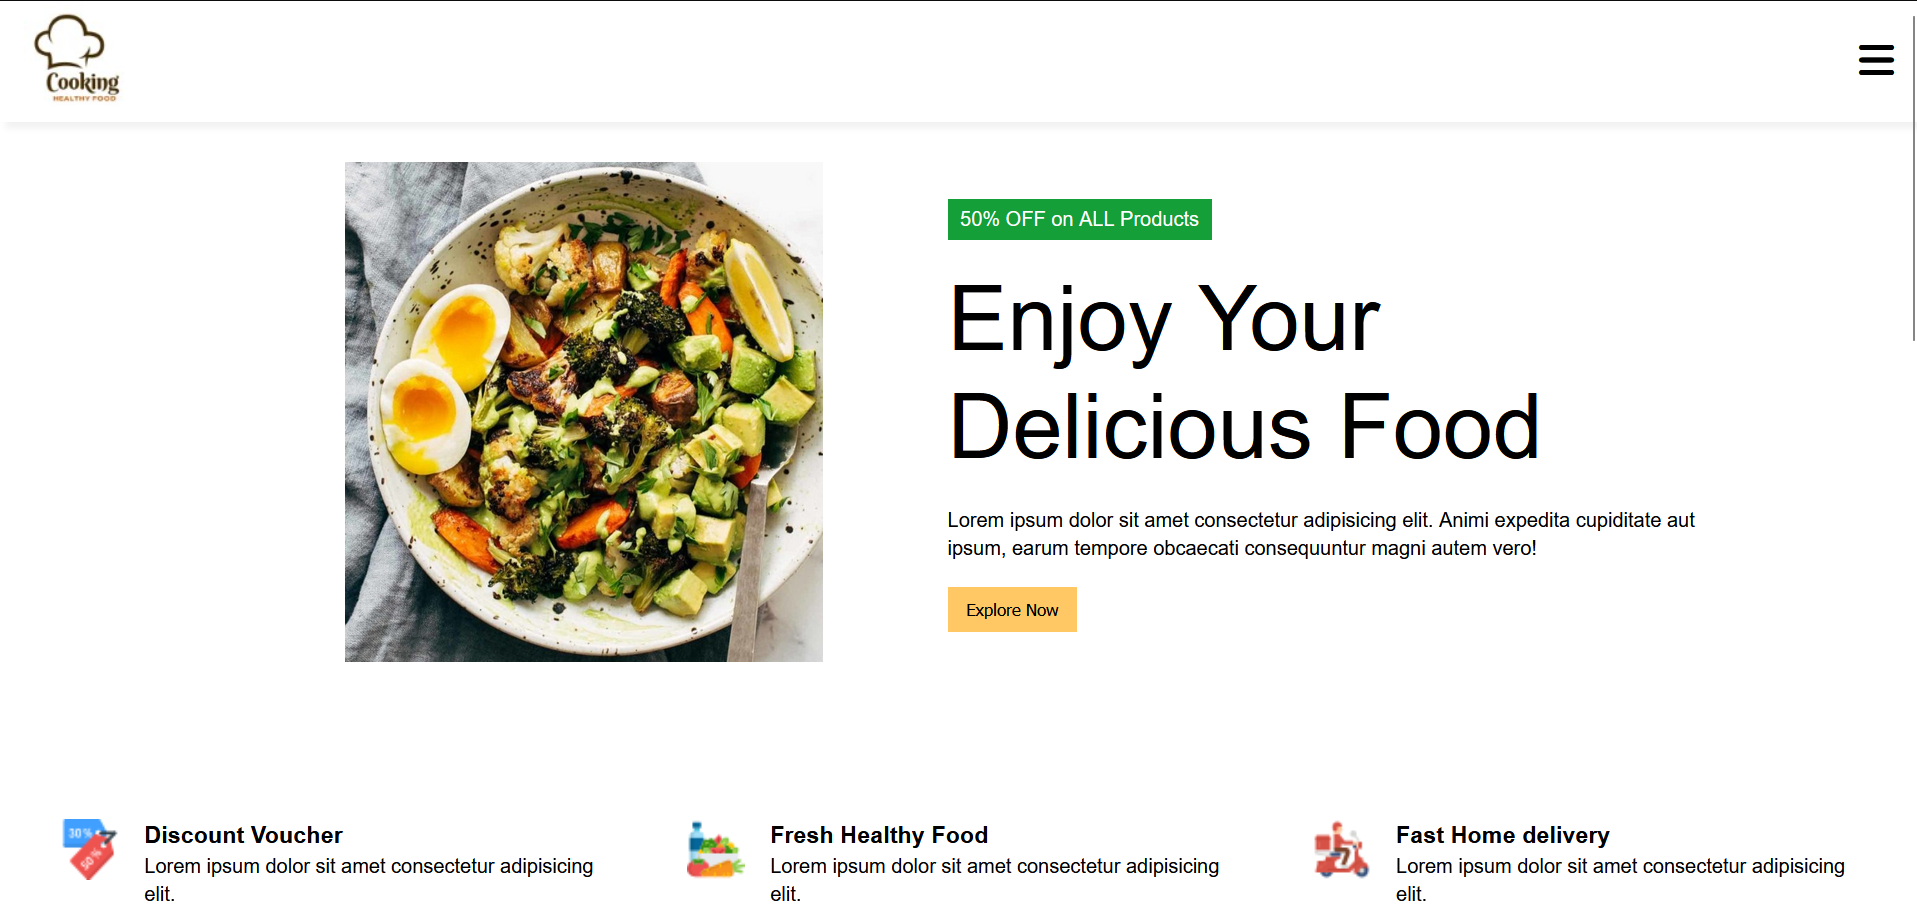 Cooking
HEALTHY FOOD
50% OFF on ALL Products
Enjoy Your
Delicious Food
Lorem ipsum dolor sit amet consectetur adipisicing elit. Animi expedita cupiditate aut
ipsum, earum tempore obcaecati consequuntur magni autem vero!
Explore Now
30%
50%
Discount Voucher
Lorem ipsum dolor sit amet consectetur adipisicing
elit.
Fresh Healthy Food
Lorem ipsum dolor sit amet consectetur adipisicing
elit.
Fast Home delivery
Lorem ipsum dolor sit amet consectetur adipisicing
elit.